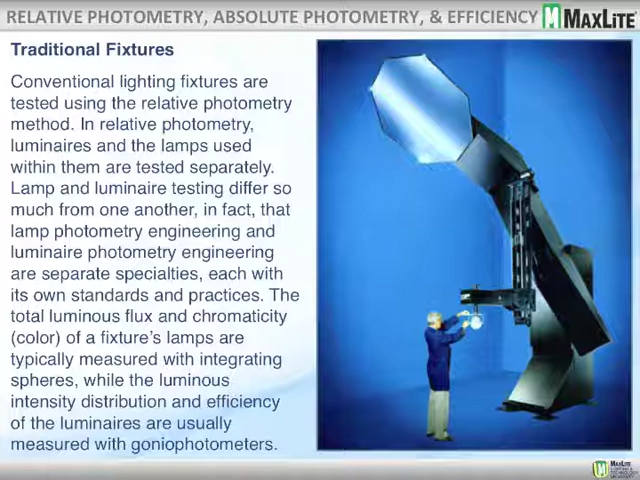 RELATIVE PHOTOMETRY, ABSOLUTE PHOTOMETRY, & EFFICIENCY
M MAXLITE®
Traditional Fixtures
Conventional lighting fixtures are
tested using the relative photometry
method. In relative photometry,
luminaires and the lamps used
within them are tested separately.
Lamp and luminaire testing differ so
much from one another, in fact, that
lamp photometry engineering and
luminaire photometry engineering
are separate specialties, each with
its own standards and practices. The
total luminous flux and chromaticity
(color) of a fixture's lamps are
typically measured with integrating
spheres, while the luminous
intensity distribution and efficiency
of the luminaires are usually
measured with goniophotometers.
M MAXLITE
LIGHTING &
TECHNOLOGY
UNIVERSITY